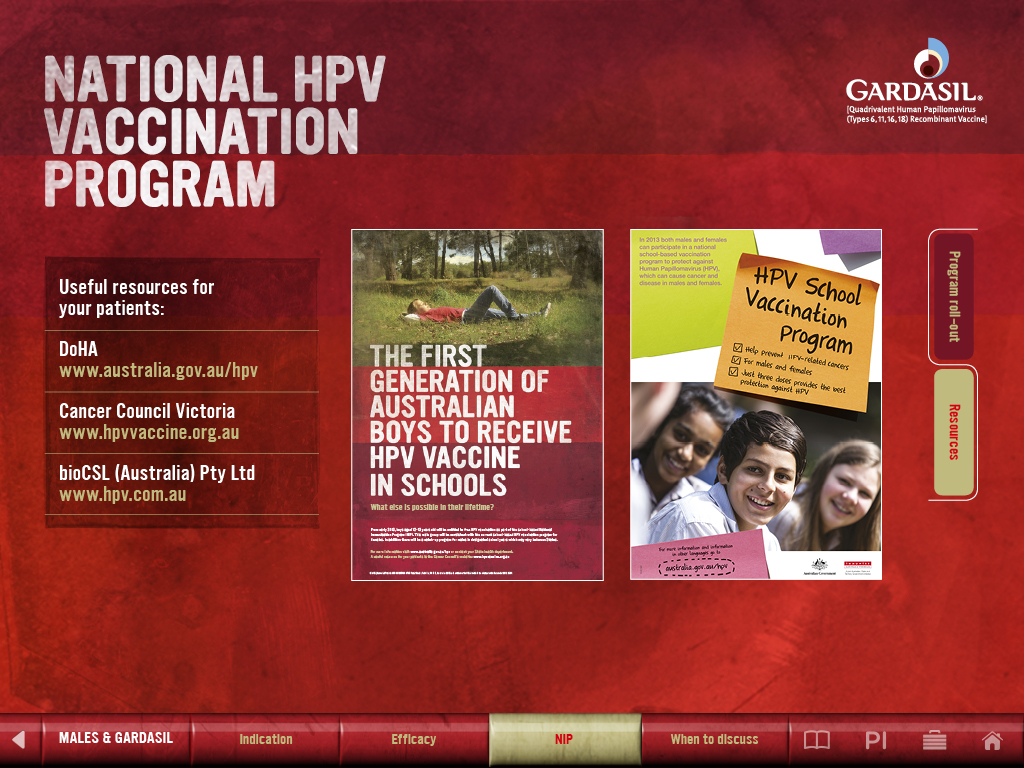 NATIONAL HPV
VACCINATION
PROGRAM
GARDASIL®
[Quadrivalent Human Papillomavirus
(Types 6, 11, 16, 18) Recombinant Vaccine]
Useful resources for
your patients:
DoHA
www.australia.gov.au/hpv
Cancer Council Victoria
www.hpvvaccine.org.au
bioCSL (Australia) Pty Ltd
www.hpv.com.au
THE FIRST
GENERATION OF
AUSTRALIAN
BOYS TO RECEIVE
HPV VACCINE
IN SCHOOLS
What else is possible in their lifetime?
In 2013 both males and females
can participate in a national
school-based vaccination
program to protect against
Human Papillomavirus (HPV),
which can cause cancer and
disease in males and females.
HPV School
Vaccination
Program
Help prevent HPV-related cancers
For males and females
Just three doses provides the best
protection against HPV
For more information and information
in other languages go to
australia.gov.au/hpv
Australian Government
Program roll-out
Resources
MALES & GARDASIL
Indication
Efficacy
NIP
When to discuss
PI